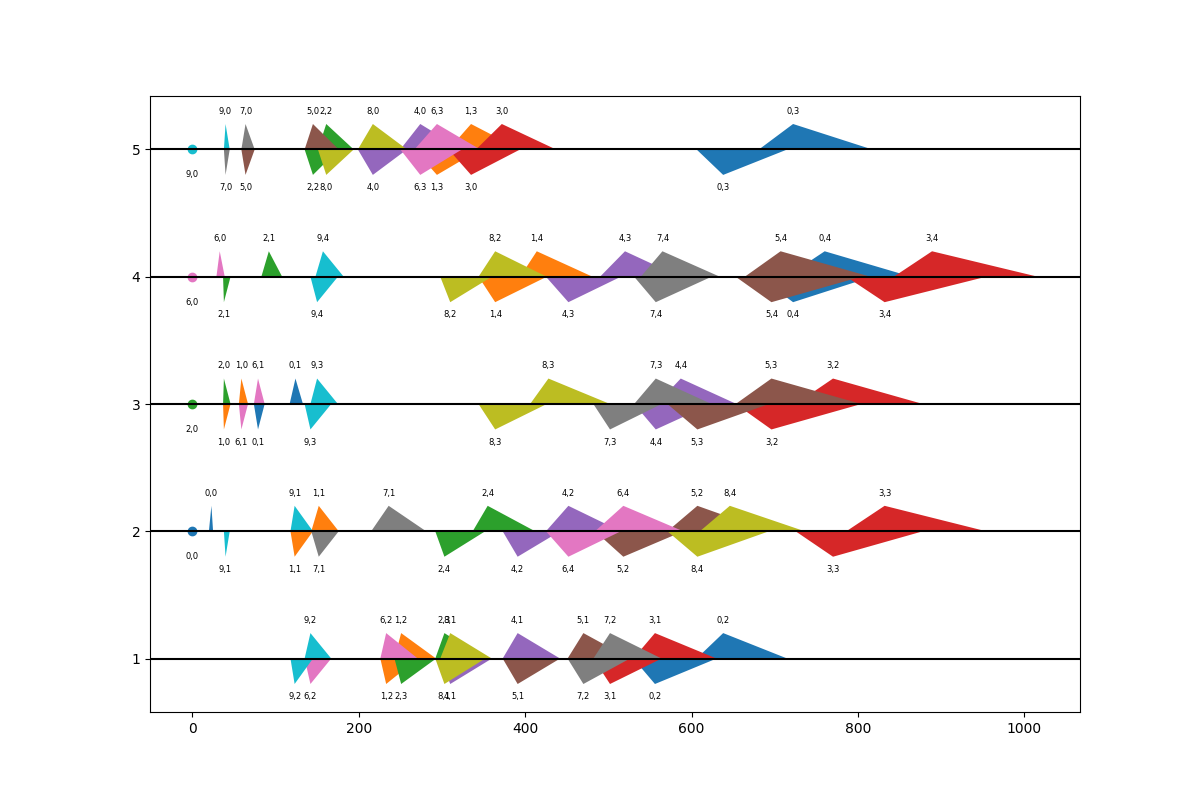 9,0 7,0 5,0 2,2 8,0 4,0 6,3 1,3 3,0 0,3
5
9,0 7,0 5,0 2,2 8,0 4,0 6,3 1,3 3,0 0,3
6,0 2,1 9,4 8,2 1,4 4,3 7,4 5,4 0,4 3,4
4
6,0 2,1 9,4 8,2 1,4 4,3 7,4 5,4 0,4 3,4
2,0 1,0 6,1 0,1 9,3 8,3 7,3 4,4 5,3 3,2
3
2,0 1,0 6,1 0,1 9,3 8,3 7,3 4,4 5,3 3,2
0,0 9,1 1,1 7,1 2,4 4,2 6,4 5,2 8,4 3,3
2
0,0 9,1 1,1 7,1 2,4 4,2 6,4 5,2 8,4 3,3
9,2 6,2 1,2 2,3 8,1 4,1 5,1 7,2 3,1 0,2
1
9,2 6,2 1,2 2,3 8,1 4,1 5,1 7,2 3,1 0,2
0 200 400 600 800 1000